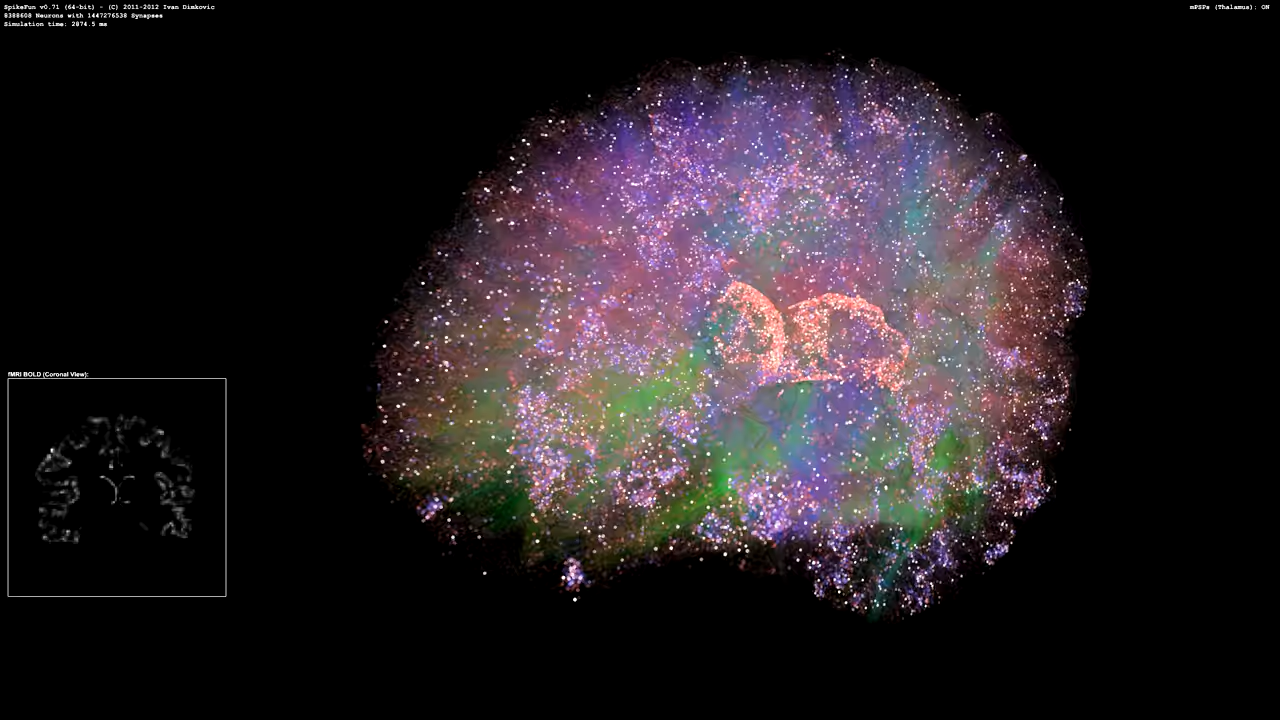 SpikeFun v0.71 (64-bit) - (C) 2011-2012 Ivan Dimkovic
8388608 Neurons with 1447276538 Synapses
Simulation time: 2874.5 ms
mPSPs (Thalamus): ON
fMRI BOLD (Coronal View):